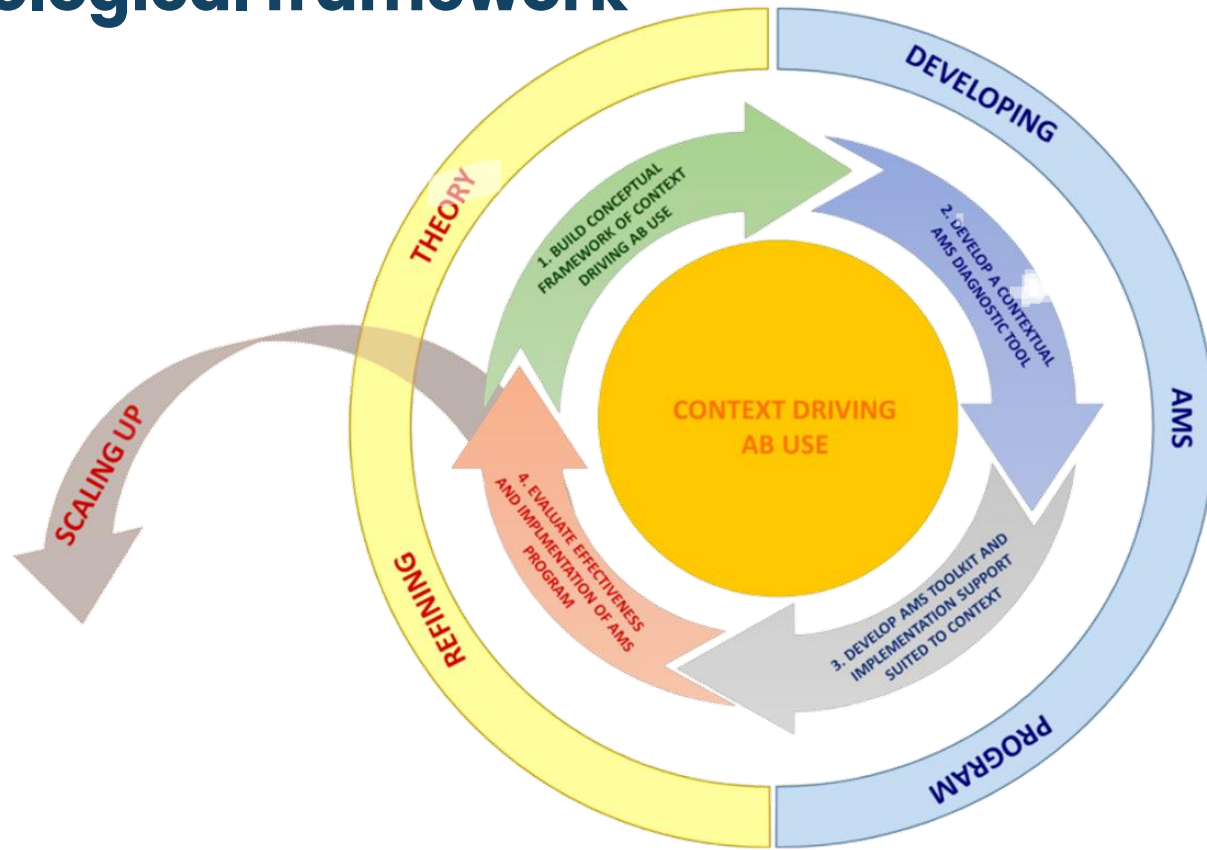 ological framework
DEVELOPING
AMS
PROGRAM
REFINING
THEORY
1. BUILD CONCEPTUAL
FRAMEWORK OF CONTEXT
DRIVING AB USE
2. DEVELOP A CONTEXTUAL
AMS DIAGNOSTIC TOOL
3. DEVELOP AMS TOOLKIT AND
IMPLEMENTATION SUPPORT
SUITED TO CONTEXT
4. EVALUATE EFFECTIVENESS
AND IMPLMENTATION OF AMS
PROGRAM
CONTEXT DRIVING
AB USE
SCALING UP